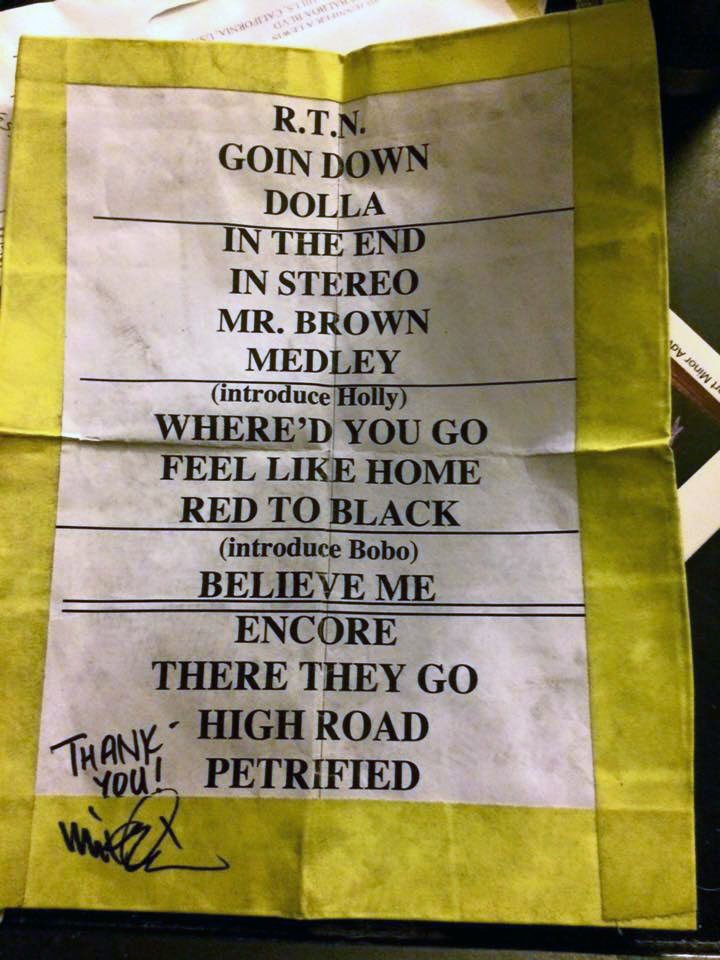 R.T.N.
GOIN DOWN
DOLLA
IN THE END
IN STEREO
MR. BROWN
MEDLEY
(introduce Holly)
WHERE'D YOU GO
FEEL LIKE HOME
RED TO BLACK
(introduce Bobo)
BELIEVE ME
ENCORE
THERE THEY GO
HIGH ROAD
PETRIFIED
THANK
YOU!
Minor